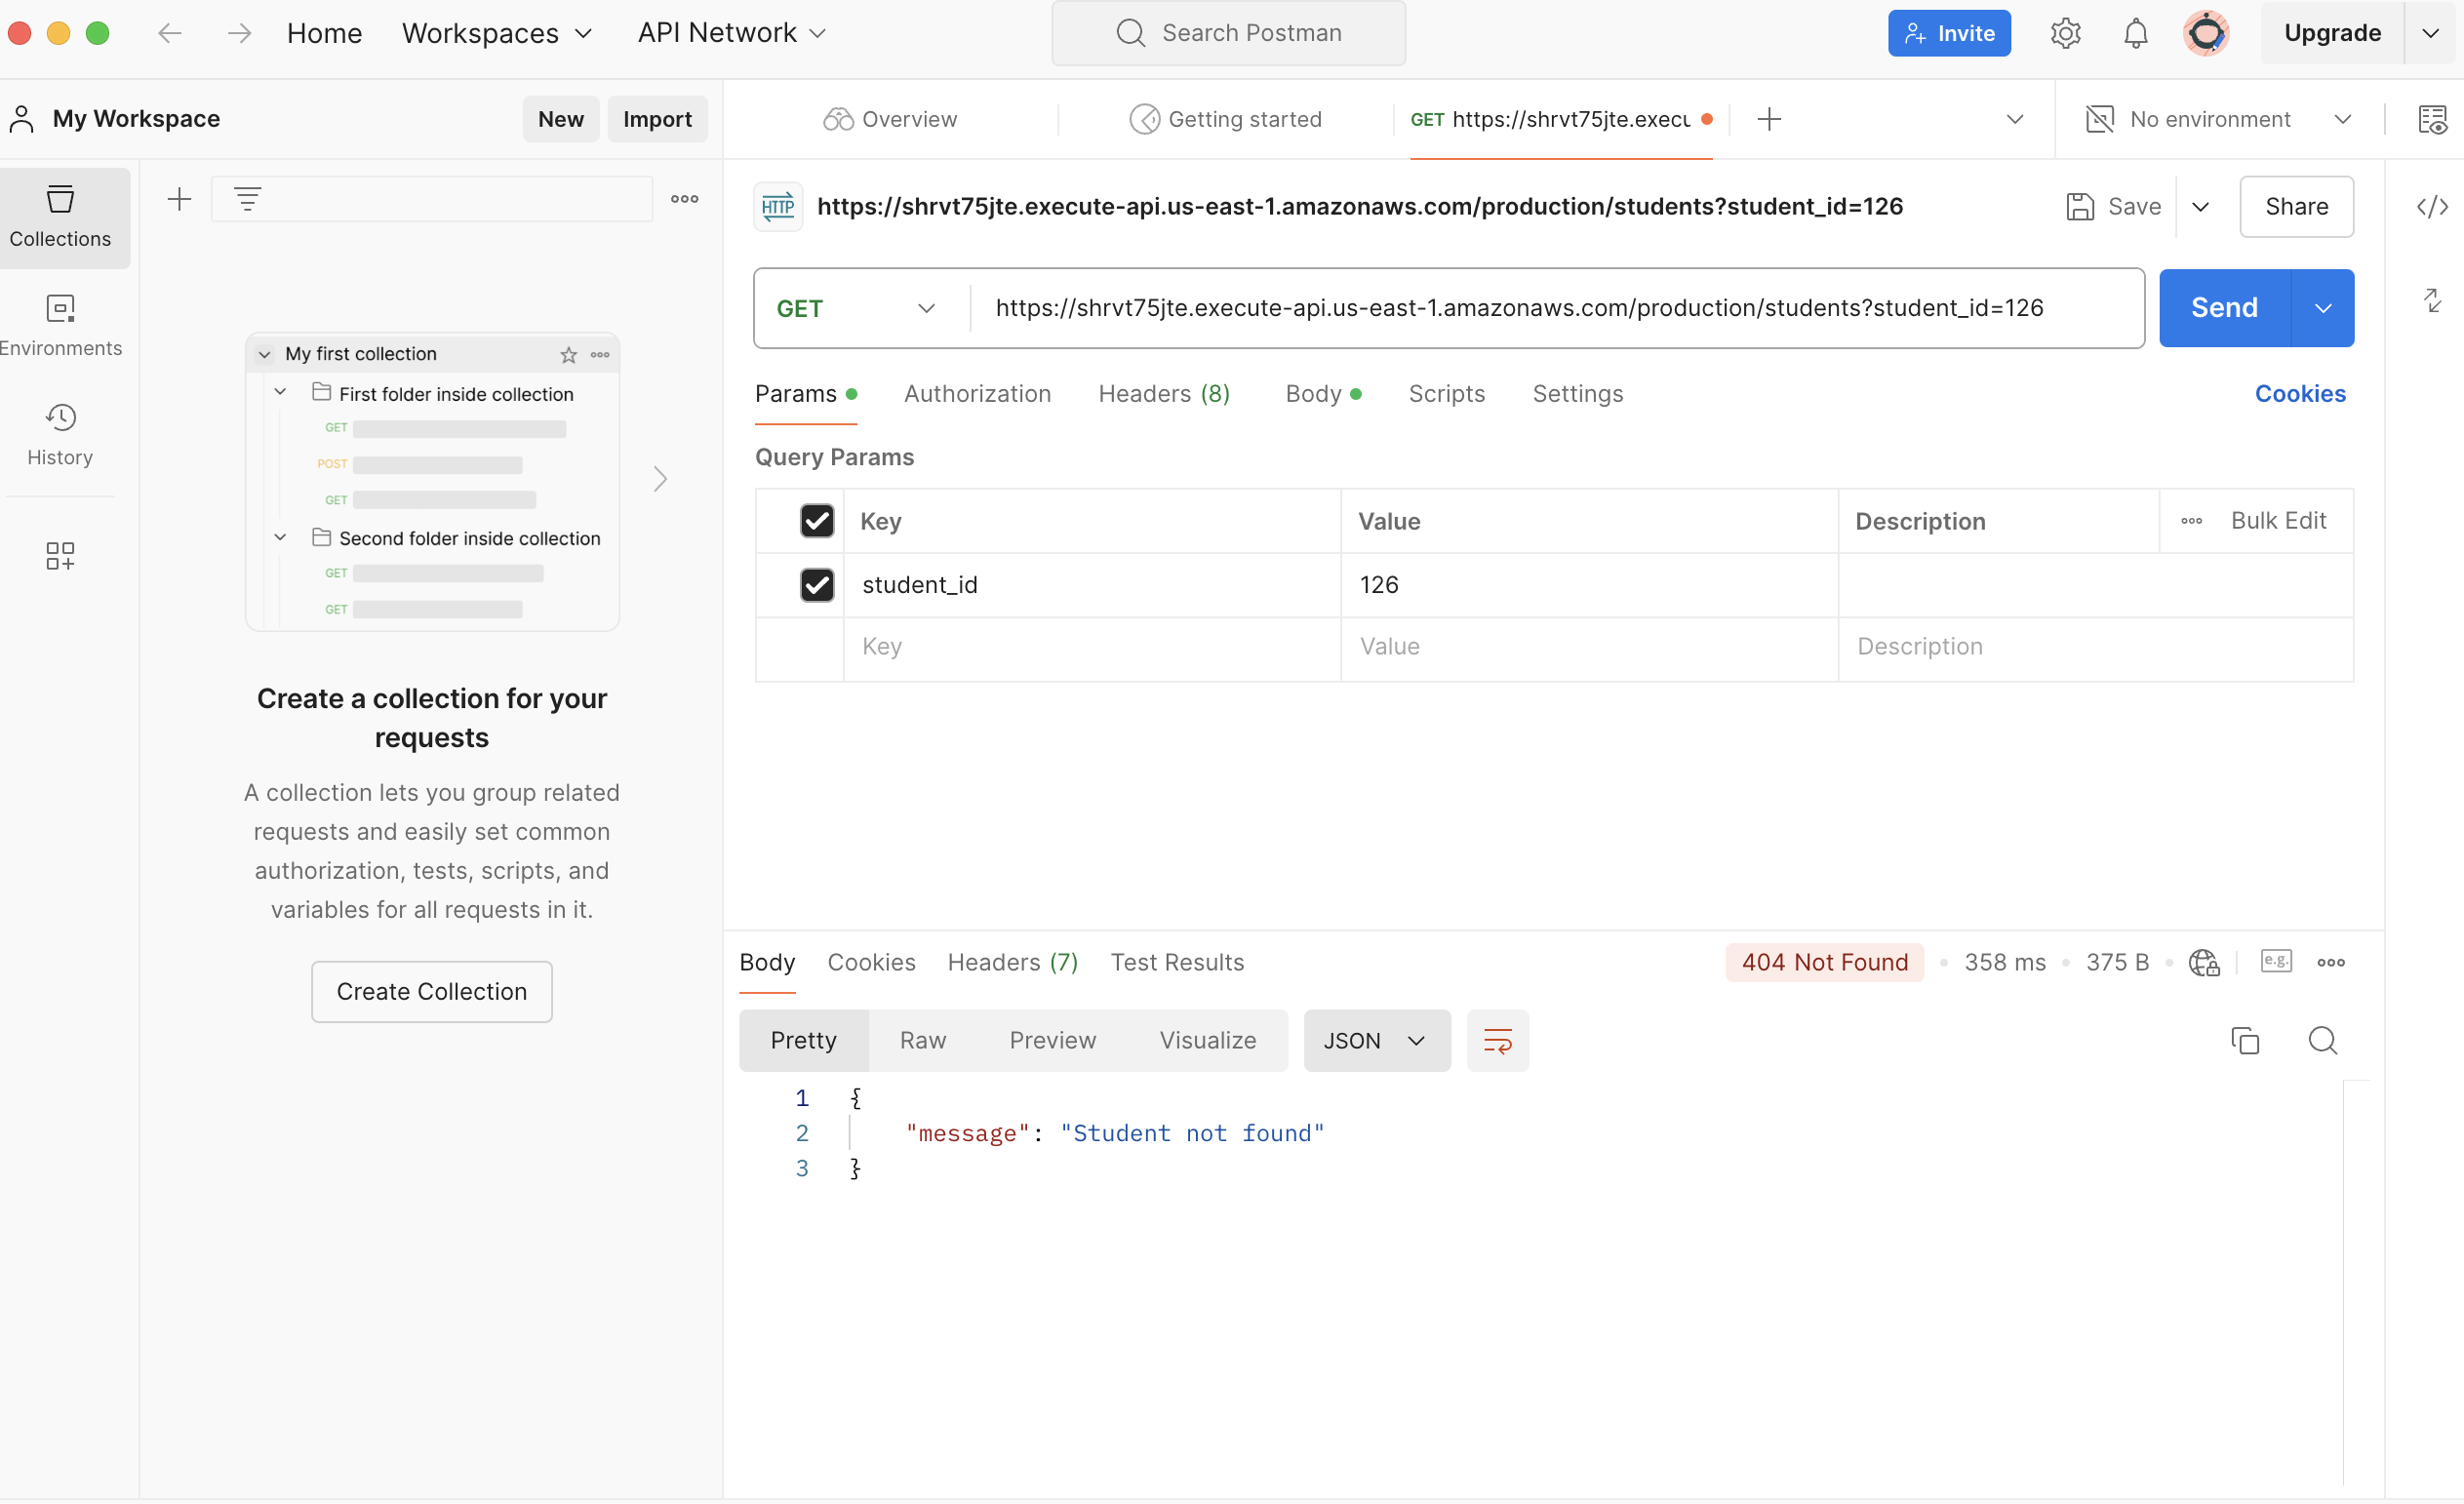 Home
Workspaces
API Network
Search Postman
Invite
Upgrade
My Workspace
New
Import
Overview
Getting started
GET https://shrvt75jte.execu
No environment
Collections
Environments
History
My first collection
First folder inside collection
GET
POST
GET
Second folder inside collection
GET
GET
Create a collection for your
requests
A collection lets you group related
requests and easily set common
authorization, tests, scripts, and
variables for all requests in it.
Create Collection
HTTP
https://shrvt75jte.execute-api.us-east-1.amazonaws.com/production/students?student_id=126
Save
Share
GET
https://shrvt75jte.execute-api.us-east-1.amazonaws.com/production/students?student_id=126
Send
Params
Authorization
Headers (8)
Body
Scripts
Settings
Cookies
Query Params
Key
Value
Description
Bulk Edit
student_id
126
Key
Value
Description
Body
Cookies
Headers (7)
Test Results
404 Not Found
358 ms
375 B
e.g.
Pretty
Raw
Preview
Visualize
JSON
1 {
2 "message": "Student not found"
3 }